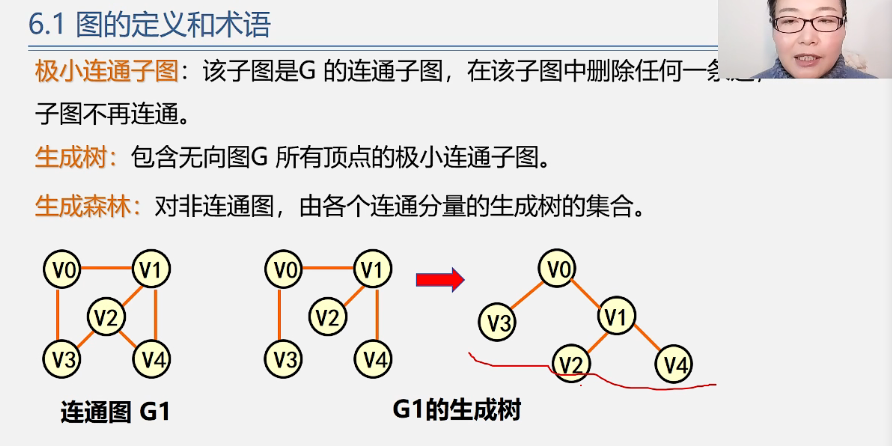 6.1 图的定义和术语
极小连通子图：该子图是G 的连通子图，在该子图中删除任何一条
子图不再连通。
生成树：包含无向图G 所有顶点的极小连通子图。
生成森林：对非连通图，由各个连通分量的生成树的集合。
V0 V1
V2
V3 V4
V0 V1
V2
V3 V4
V0
V3 V1
V2 V4
连通图 G1
G1的生成树